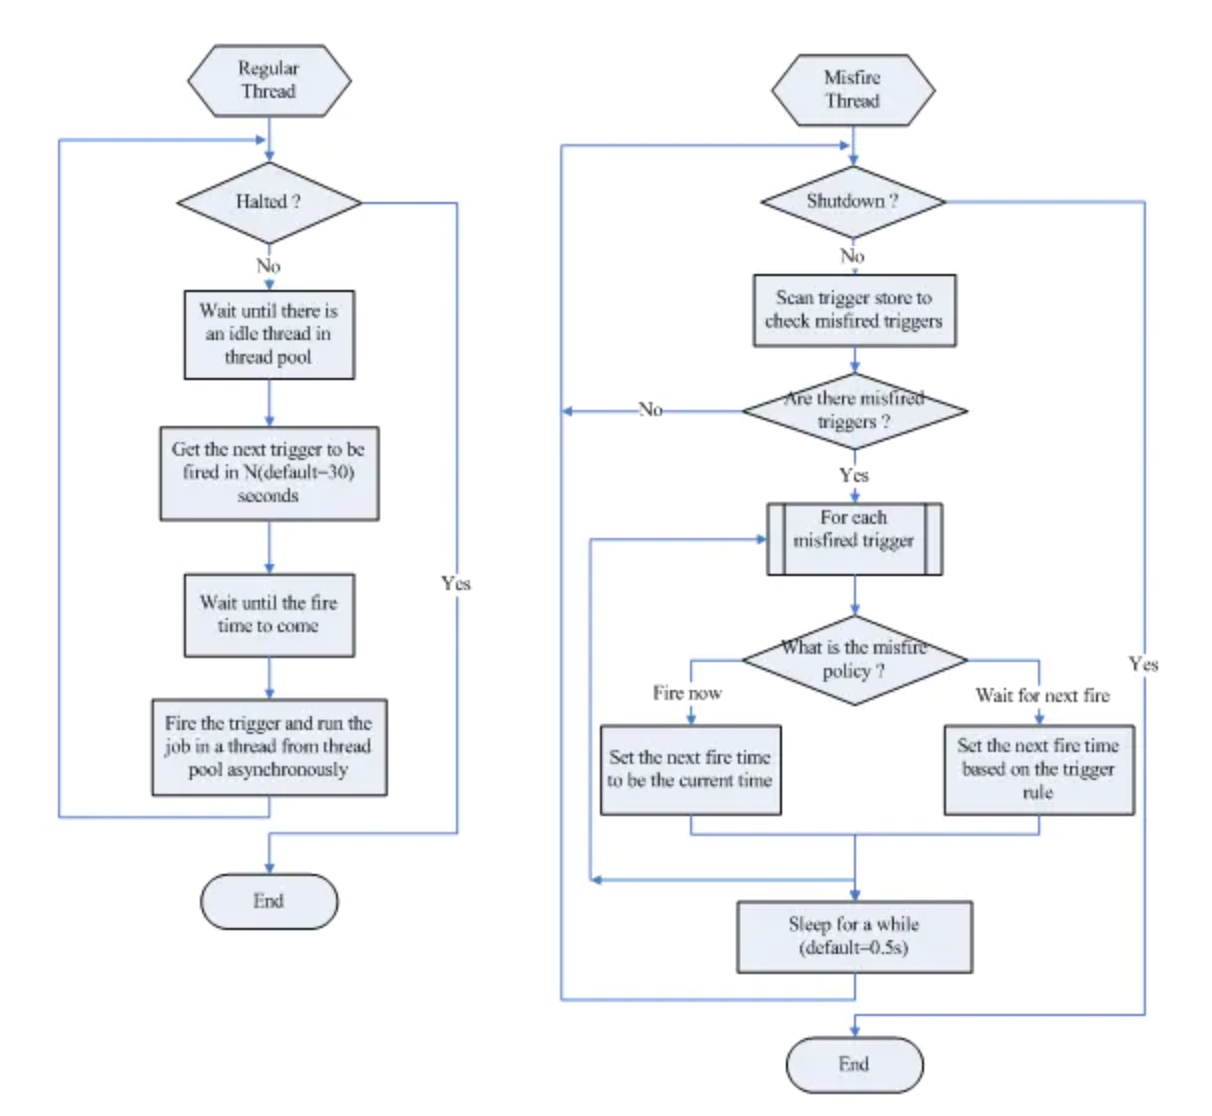 Regular
Thread
Halted ?
No
Wait until there is
an idle thread in
thread pool
Get the next trigger to be
fired in N(default=30)
seconds
Wait until the fire
time to come
Yes
Fire the trigger and run the
job in a thread from thread
pool asynchronously
End
Misfire
Thread
Shutdown ?
No
Scan trigger store to
check misfired triggers
Are there misfired
triggers ?
No
Yes
For each
misfired trigger
What is the misfire
policy ?
Fire now
Wait for next fire
Yes
Set the next fire time
to be the current time
Set the next fire time
based on the trigger
rule
Sleep for a while
(default=0.5s)
End